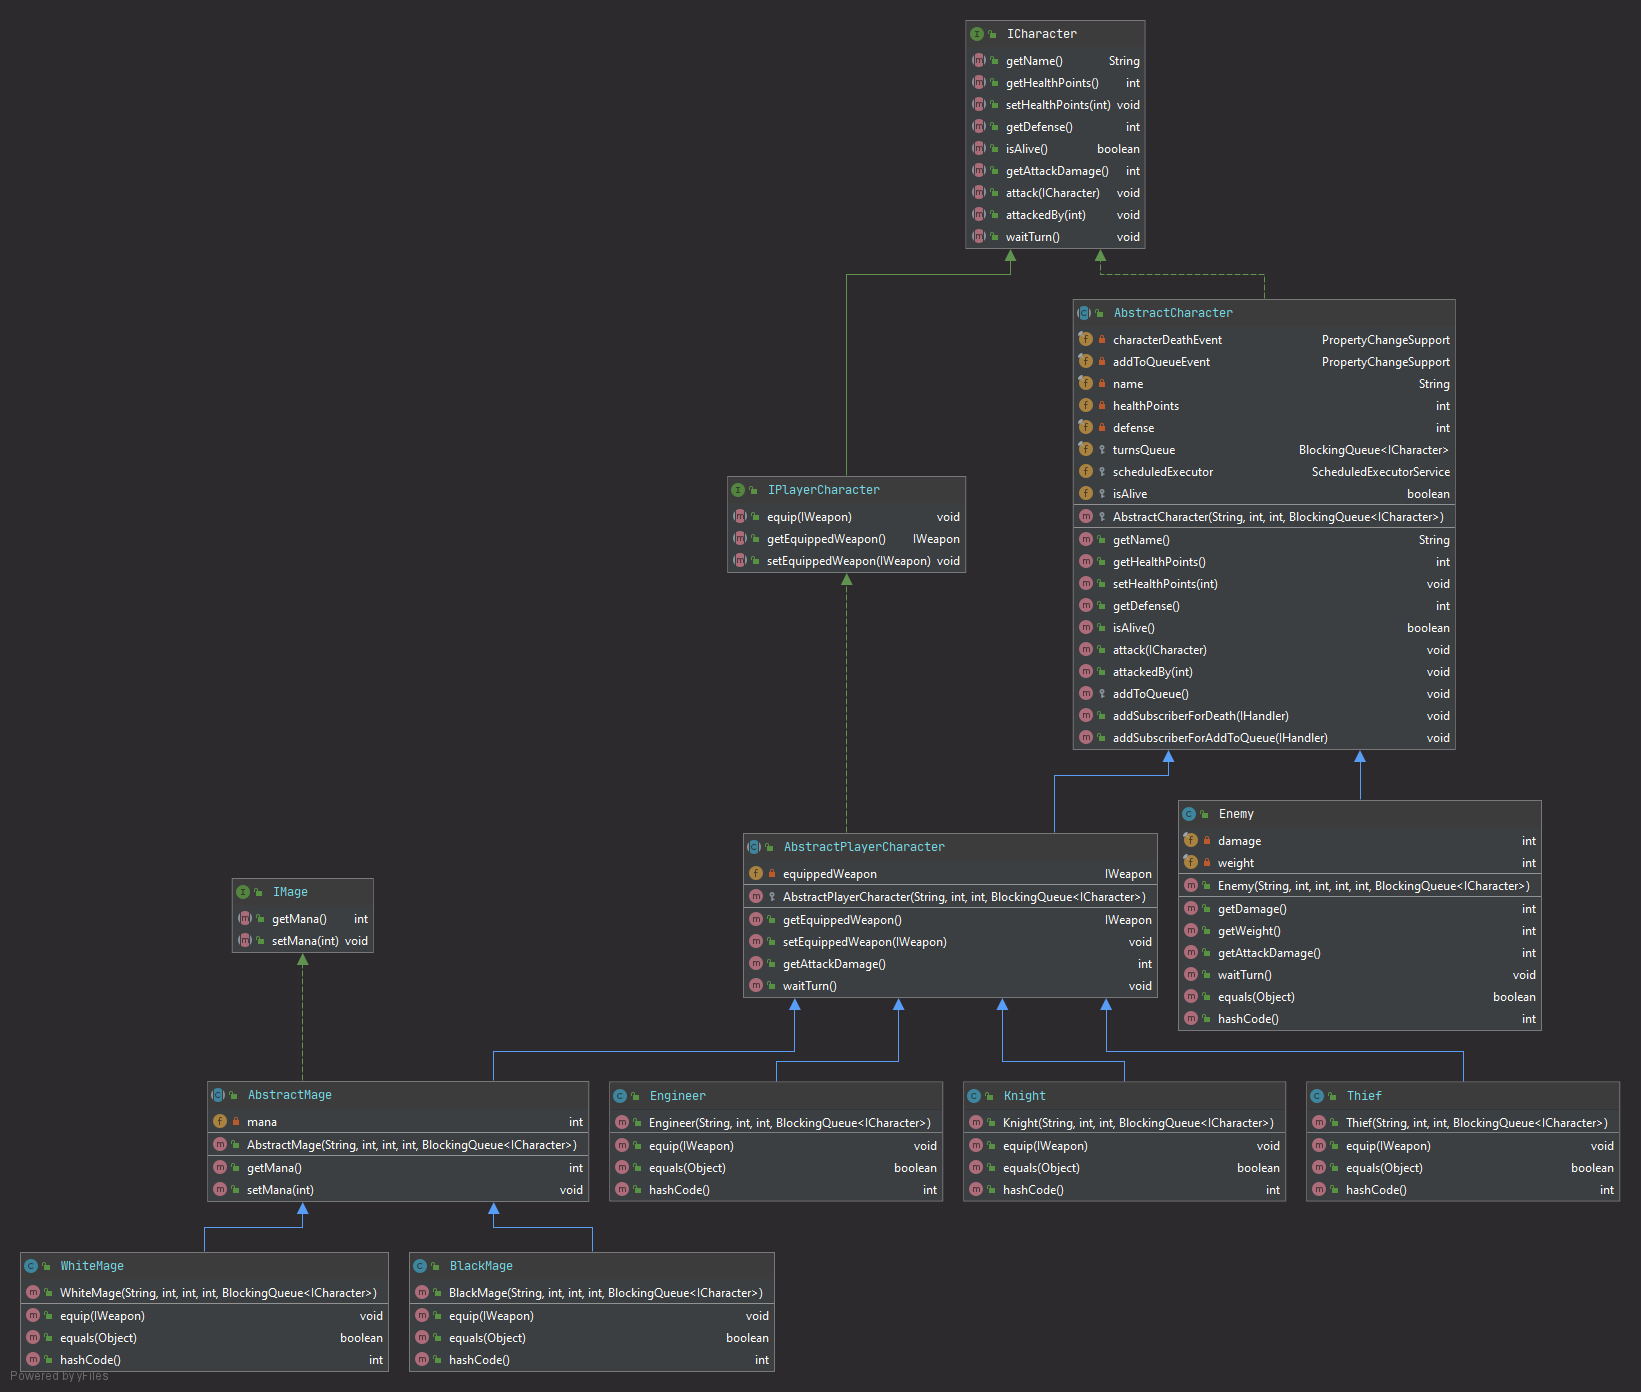 ICharacter
getName() String
getHealthPoints() int
setHealthPoints(int) void
getDefense() int
isAlive() boolean
getAttackDamage() int
attack(ICharacter) void
attackedBy(int) void
waitTurn() void
AbstractCharacter
characterDeathEvent PropertyChangeSupport
addToQueueEvent PropertyChangeSupport
name String
healthPoints int
defense int
turnsQueue BlockingQueue<ICharacter>
scheduledExecutor ScheduledExecutorService
isAlive boolean
AbstractCharacter(String, int, int, BlockingQueue<ICharacter>)
getName() String
getHealthPoints() int
setHealthPoints(int) void
getDefense() int
isAlive() boolean
attack(ICharacter) void
attackedBy(int) void
addToQueue() void
addSubscriberForDeath(IHandler) void
addSubscriberForAddToQueue(IHandler) void
IPlayerCharacter
equip(IWeapon) void
getEquippedWeapon() IWeapon
setEquippedWeapon(IWeapon) void
Enemy
damage int
weight int
Enemy(String, int, int, int, int, BlockingQueue<ICharacter>)
getDamage() int
getWeight() int
getAttackDamage() int
waitTurn() void
equals(Object) boolean
hashCode() int
AbstractPlayerCharacter
equippedWeapon IWeapon
AbstractPlayerCharacter(String, int, int, BlockingQueue<ICharacter>)
getEquippedWeapon() IWeapon
setEquippedWeapon(IWeapon) void
getAttackDamage() int
waitTurn() void
IMage
getMana() int
setMana(int) void
AbstractMage
mana int
AbstractMage(String, int, int, int, BlockingQueue<ICharacter>)
getMana() int
setMana(int) void
Engineer
Engineer(String, int, int, BlockingQueue<ICharacter>)
equip(IWeapon) void
equals(Object) boolean
hashCode() int
Knight
Knight(String, int, int, BlockingQueue<ICharacter>)
equip(IWeapon) void
equals(Object) boolean
hashCode() int
Thief
Thief(String, int, int, BlockingQueue<ICharacter>)
equip(IWeapon) void
equals(Object) boolean
hashCode() int
WhiteMage
WhiteMage(String, int, int, int, BlockingQueue<ICharacter>)
equip(IWeapon) void
equals(Object) boolean
hashCode() int
BlackMage
BlackMage(String, int, int, int, BlockingQueue<ICharacter>)
equip(IWeapon) void
equals(Object) boolean
hashCode() int
Powered by yFiles